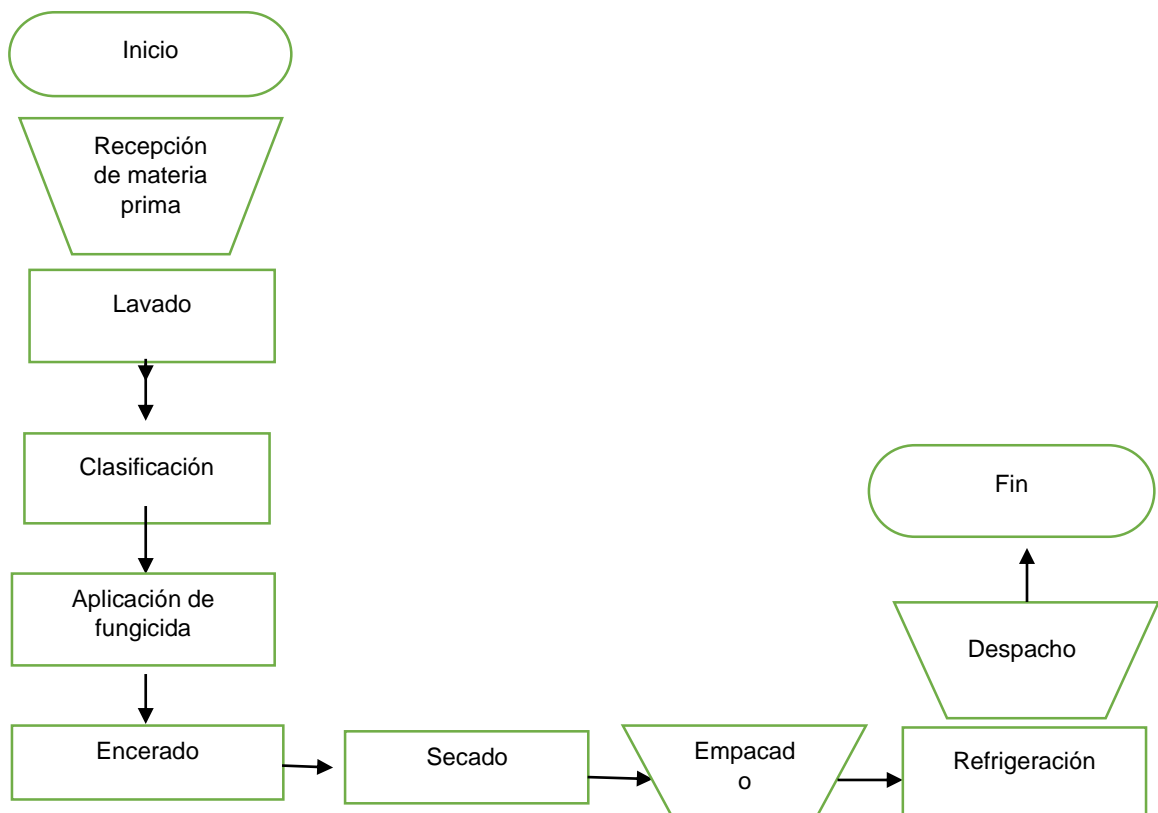 Inicio
Recepción
de materia
prima
Lavado
Clasificación
Aplicación de
fungicida
Encerado
Secado
Empacad
o
Refrigeración
Despacho
Fin